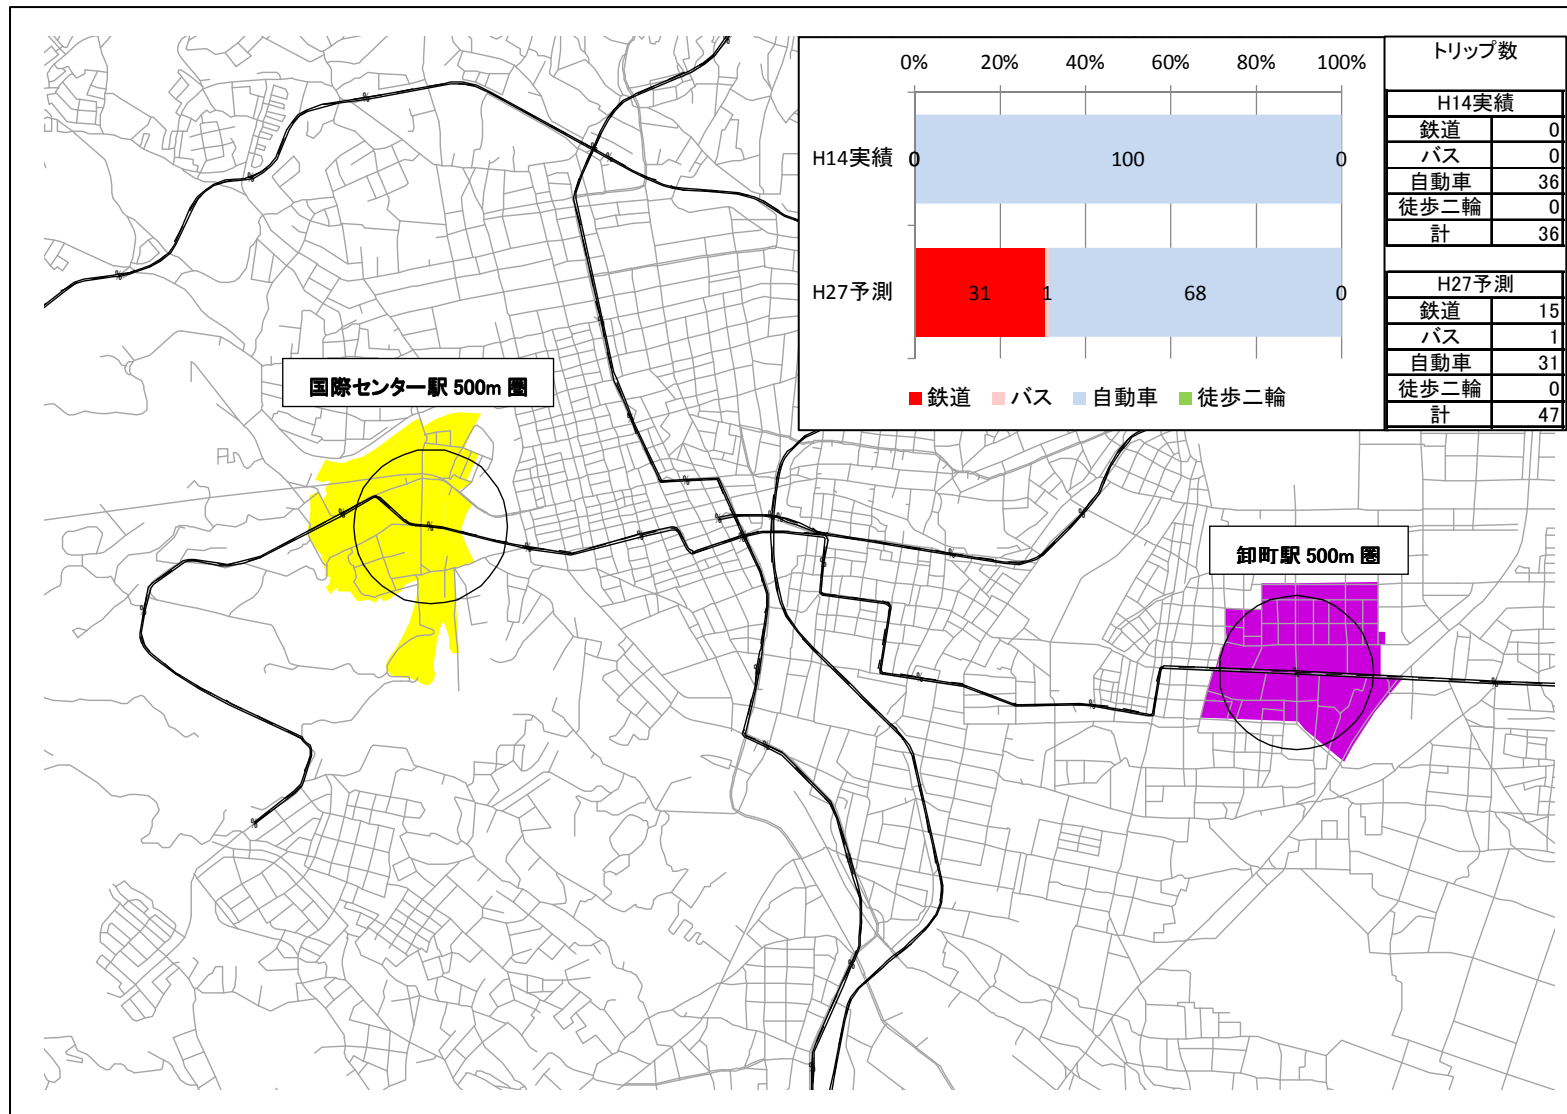 0% 20% 40% 60% 80% 100%
H14実績 0 100 0
H27予測 31 1 68 0
鉄道 バス 自動車 徒歩二輪
トリップ数
H14実績
鉄道 0
バス 0
自動車 36
徒歩二輪 0
計 36
H27予測
鉄道 15
バス 1
自動車 31
徒歩二輪 0
計 47
国際センター駅 500m 圏
卸町駅 500m 圏